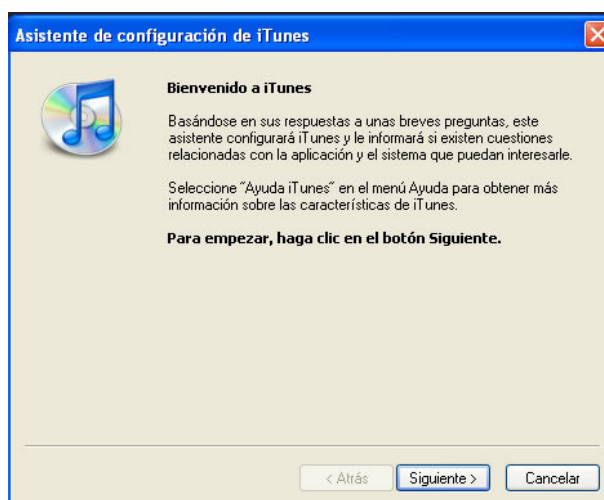 Asistente de configuración de iTunes
Bienvenido a iTunes
Basándose en sus respuestas a unas breves preguntas, este
asistente configurará iTunes y le informará si existen cuestiones
relacionadas con la aplicación y el sistema que puedan interesarle.
Seleccione "Ayuda iTunes" en el menú Ayuda para obtener más
información sobre las características de iTunes.
Para empezar, haga clic en el botón Siguiente.
< Atrás Siguiente > Cancelar